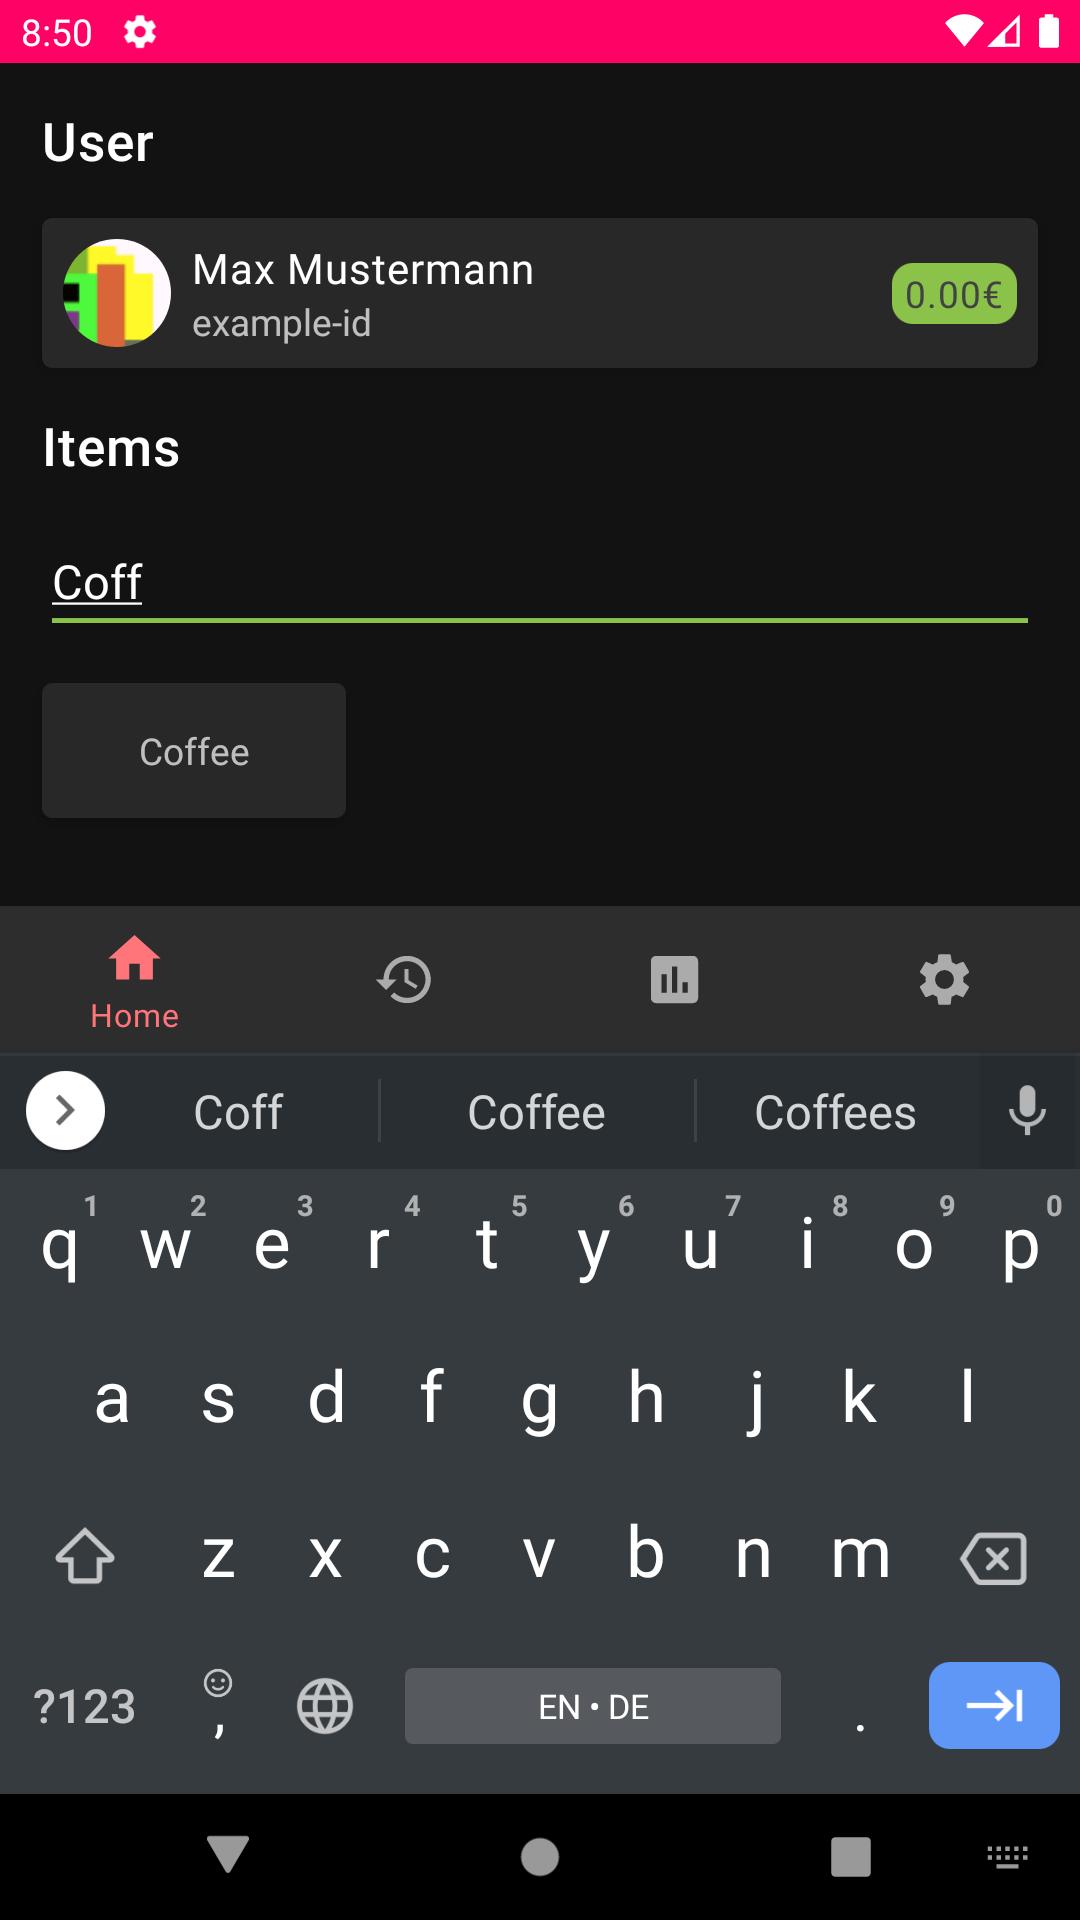 8:50
User
Max Mustermann
example-id
0.00€
Items
Coff
Coffee
Home
Coff Coffee Coffees
1 2 3 4 5 6 7 8 9 0
q w e r t y u i o p
a s d f g h j k l
z x c v b n m
?123 , EN • DE .